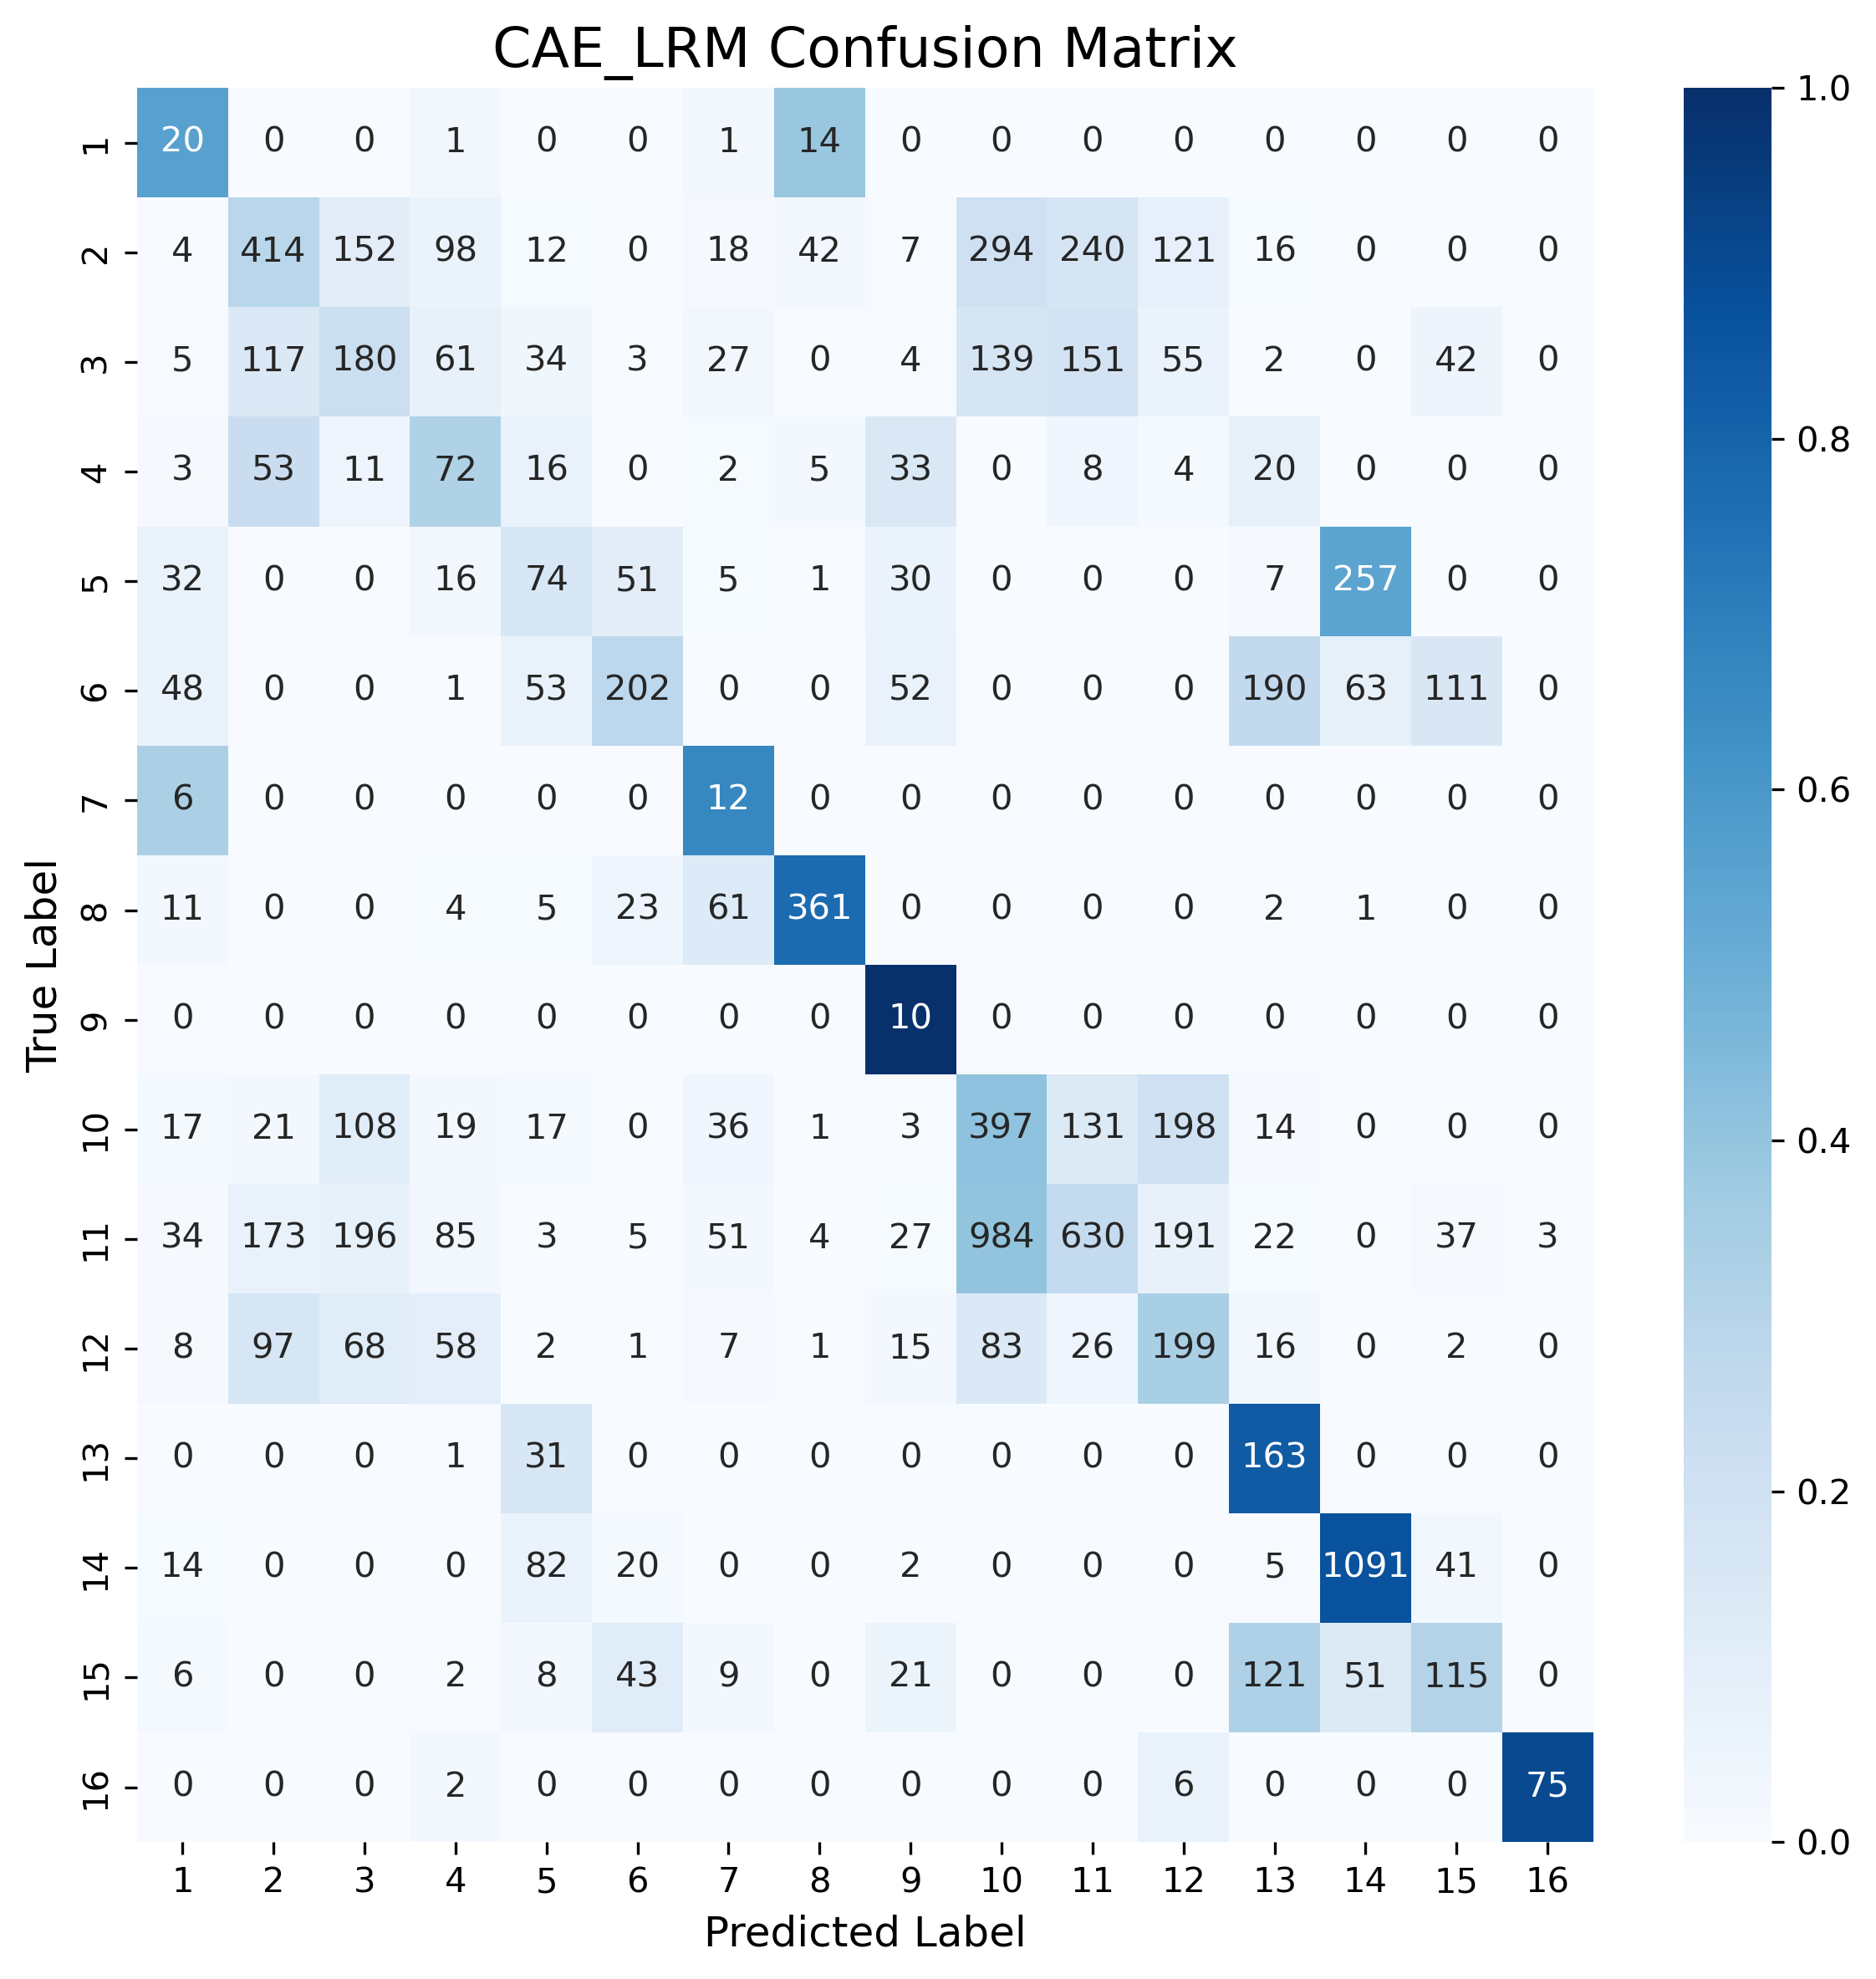 CAE_LRM Confusion Matrix
1 20 0 0 1 0 0 1 14 0 0 0 0 0 0 0 0
2 4 414 152 98 12 0 18 42 7 294 240 121 16 0 0 0
3 5 117 180 61 34 3 27 0 4 139 151 55 2 0 42 0
4 3 53 11 72 16 0 2 5 33 0 8 4 20 0 0 0
5 32 0 0 16 74 51 5 1 30 0 0 0 7 257 0 0
6 48 0 0 1 53 202 0 0 52 0 0 0 190 63 111 0
7 6 0 0 0 0 0 12 0 0 0 0 0 0 0 0 0
8 11 0 0 4 5 23 61 361 0 0 0 0 2 1 0 0
9 0 0 0 0 0 0 0 0 10 0 0 0 0 0 0 0
10 17 21 108 19 17 0 36 1 3 397 131 198 14 0 0 0
11 34 173 196 85 3 5 51 4 27 984 630 191 22 0 37 3
12 8 97 68 58 2 1 7 1 15 83 26 199 16 0 2 0
13 0 0 0 1 31 0 0 0 0 0 0 0 163 0 0 0
14 14 0 0 0 82 20 0 0 2 0 0 0 5 1091 41 0
15 6 0 0 2 8 43 9 0 21 0 0 0 121 51 115 0
16 0 0 0 2 0 0 0 0 0 0 0 6 0 0 0 75
1 2 3 4 5 6 7 8 9 10 11 12 13 14 15 16
Predicted Label
True Label
1.0
0.8
0.6
0.4
0.2
0.0